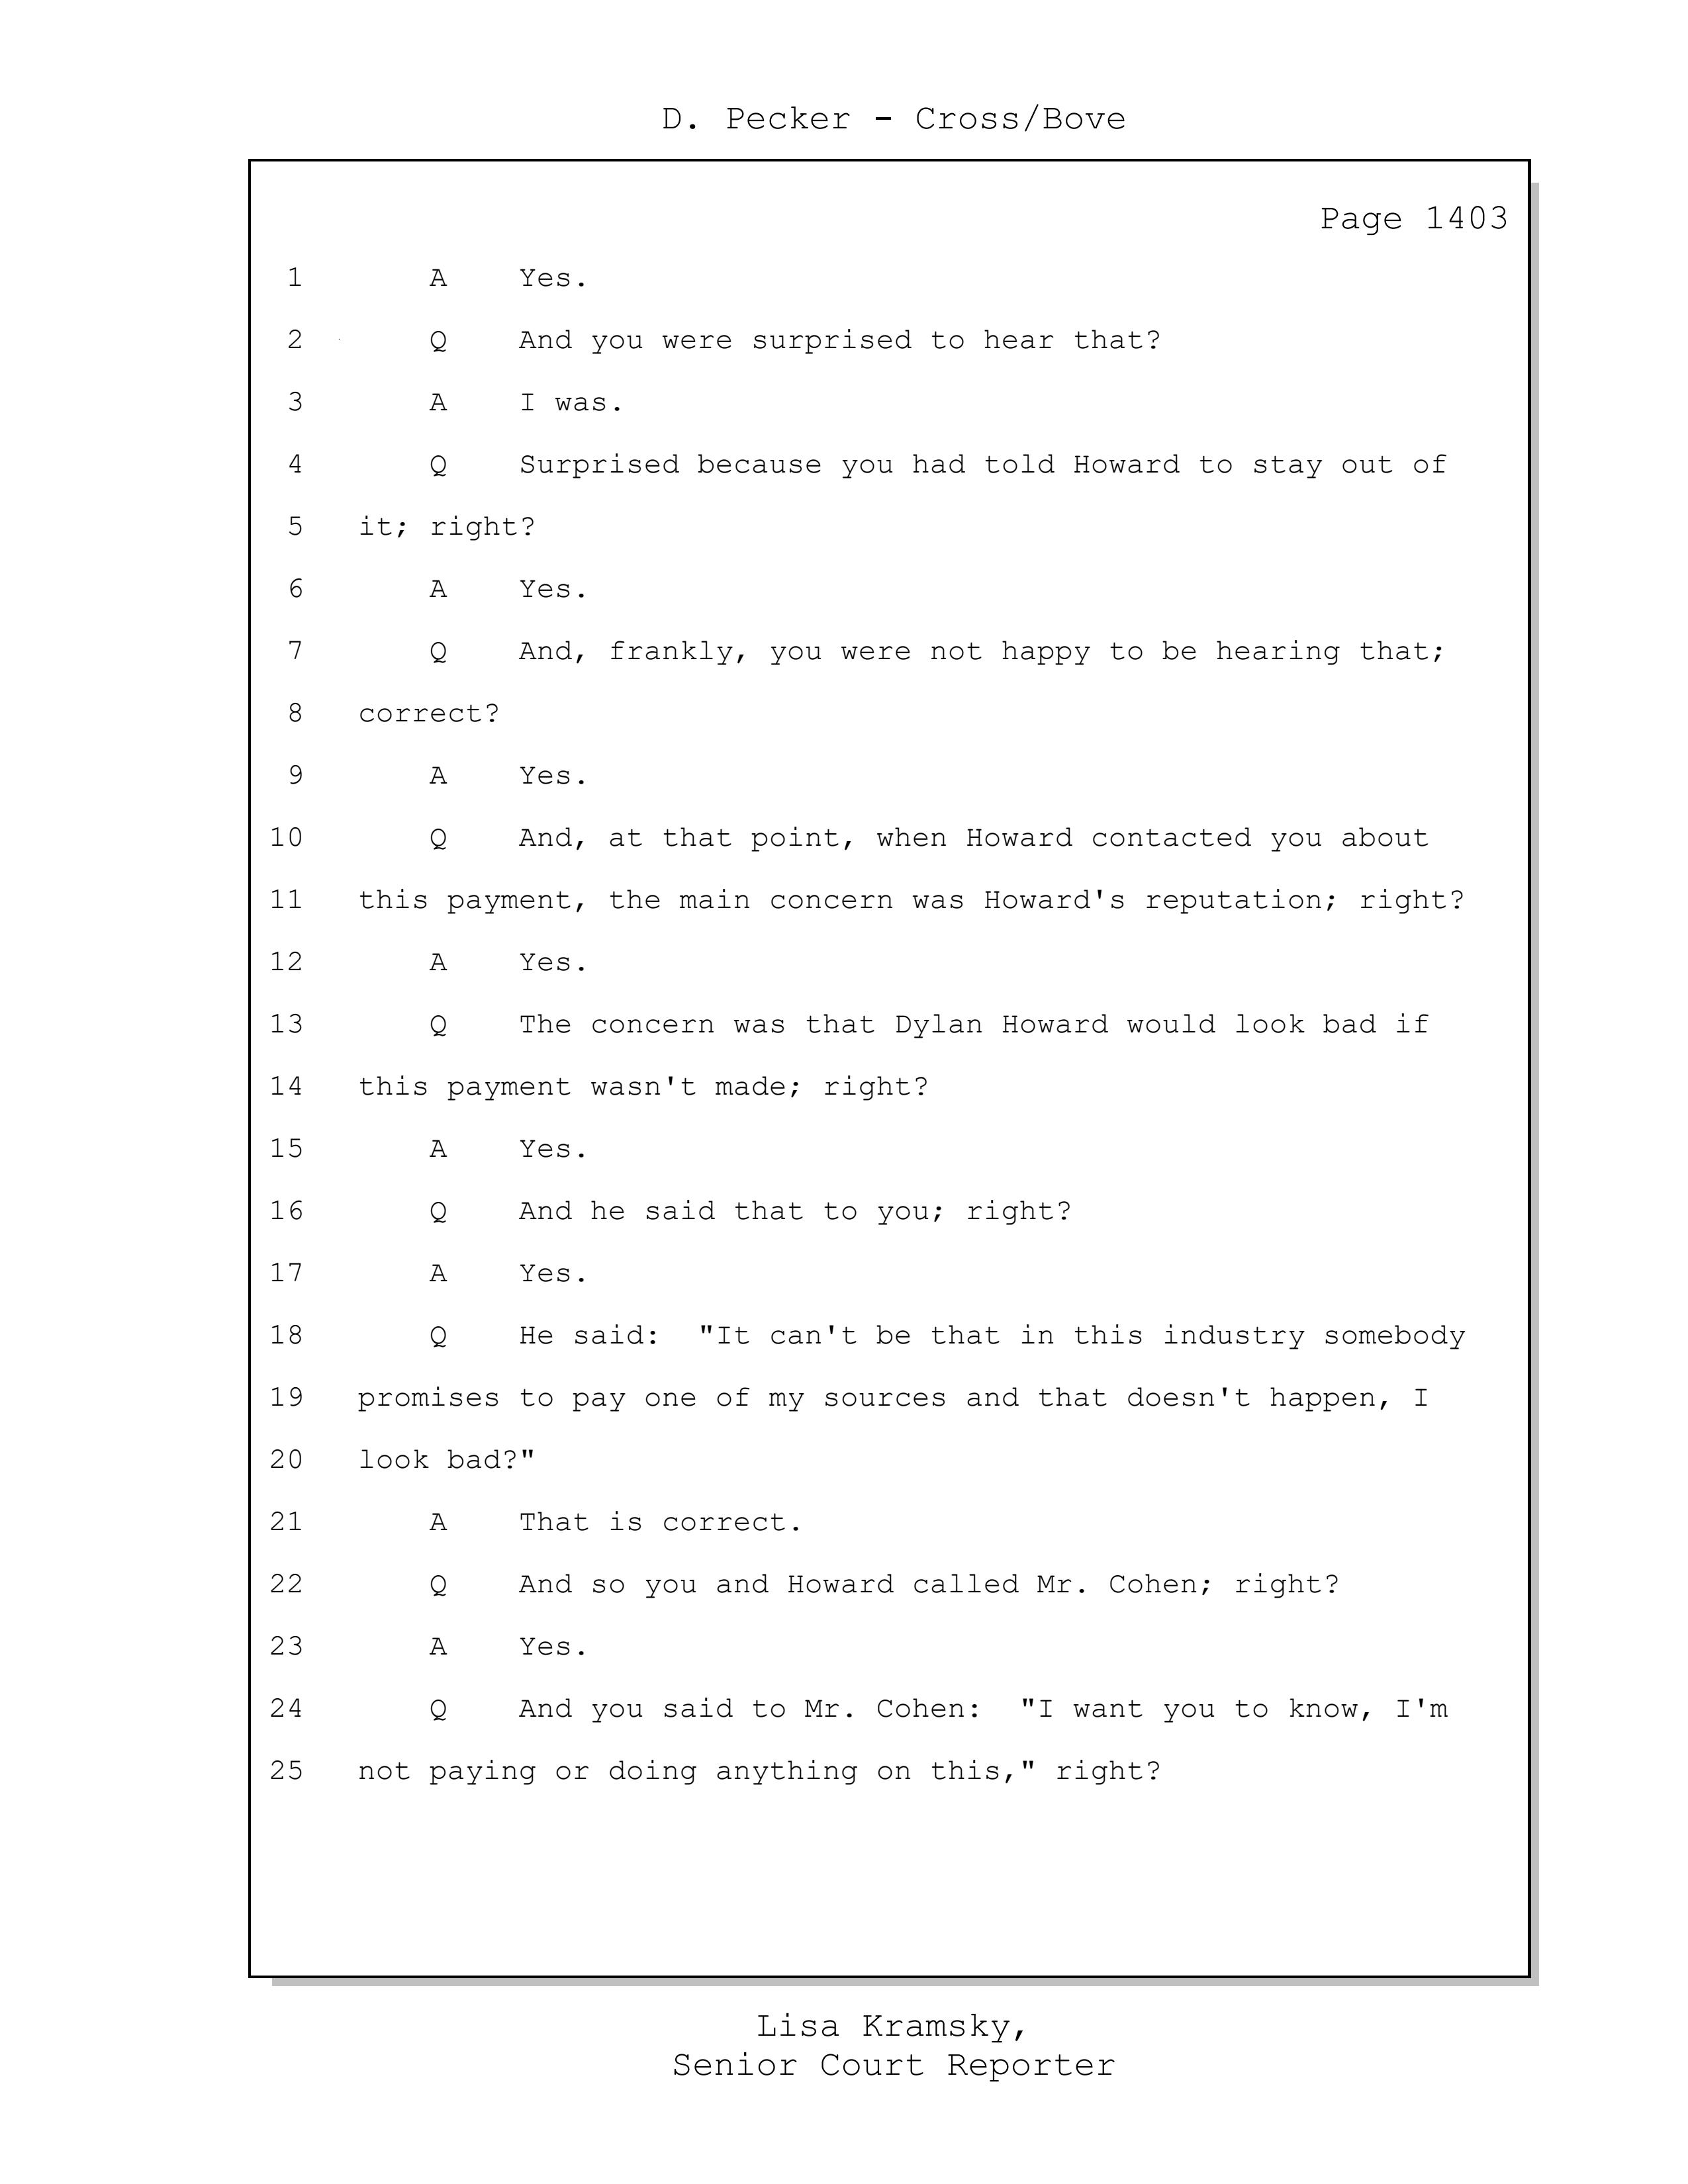 D. Pecker - Cross/Bove
Page 1403
1 A Yes.
2 Q And you were surprised to hear that?
3 A I was.
4 Q Surprised because you had told Howard to stay out of
5 it; right?
6 A Yes.
7 Q And, frankly, you were not happy to be hearing that;
8 correct?
9 A Yes.
10 Q And, at that point, when Howard contacted you about
11 this payment, the main concern was Howard's reputation; right?
12 A Yes.
13 Q The concern was that Dylan Howard would look bad if
14 this payment wasn't made; right?
15 A Yes.
16 Q And he said that to you; right?
17 A Yes.
18 Q He said:  "It can't be that in this industry somebody
19 promises to pay one of my sources and that doesn't happen, I
20 look bad?"
21 A That is correct.
22 Q And so you and Howard called Mr. Cohen; right?
23 A Yes.
24 Q And you said to Mr. Cohen:  "I want you to know, I'm
25 not paying or doing anything on this," right?
Lisa Kramsky,
Senior Court Reporter